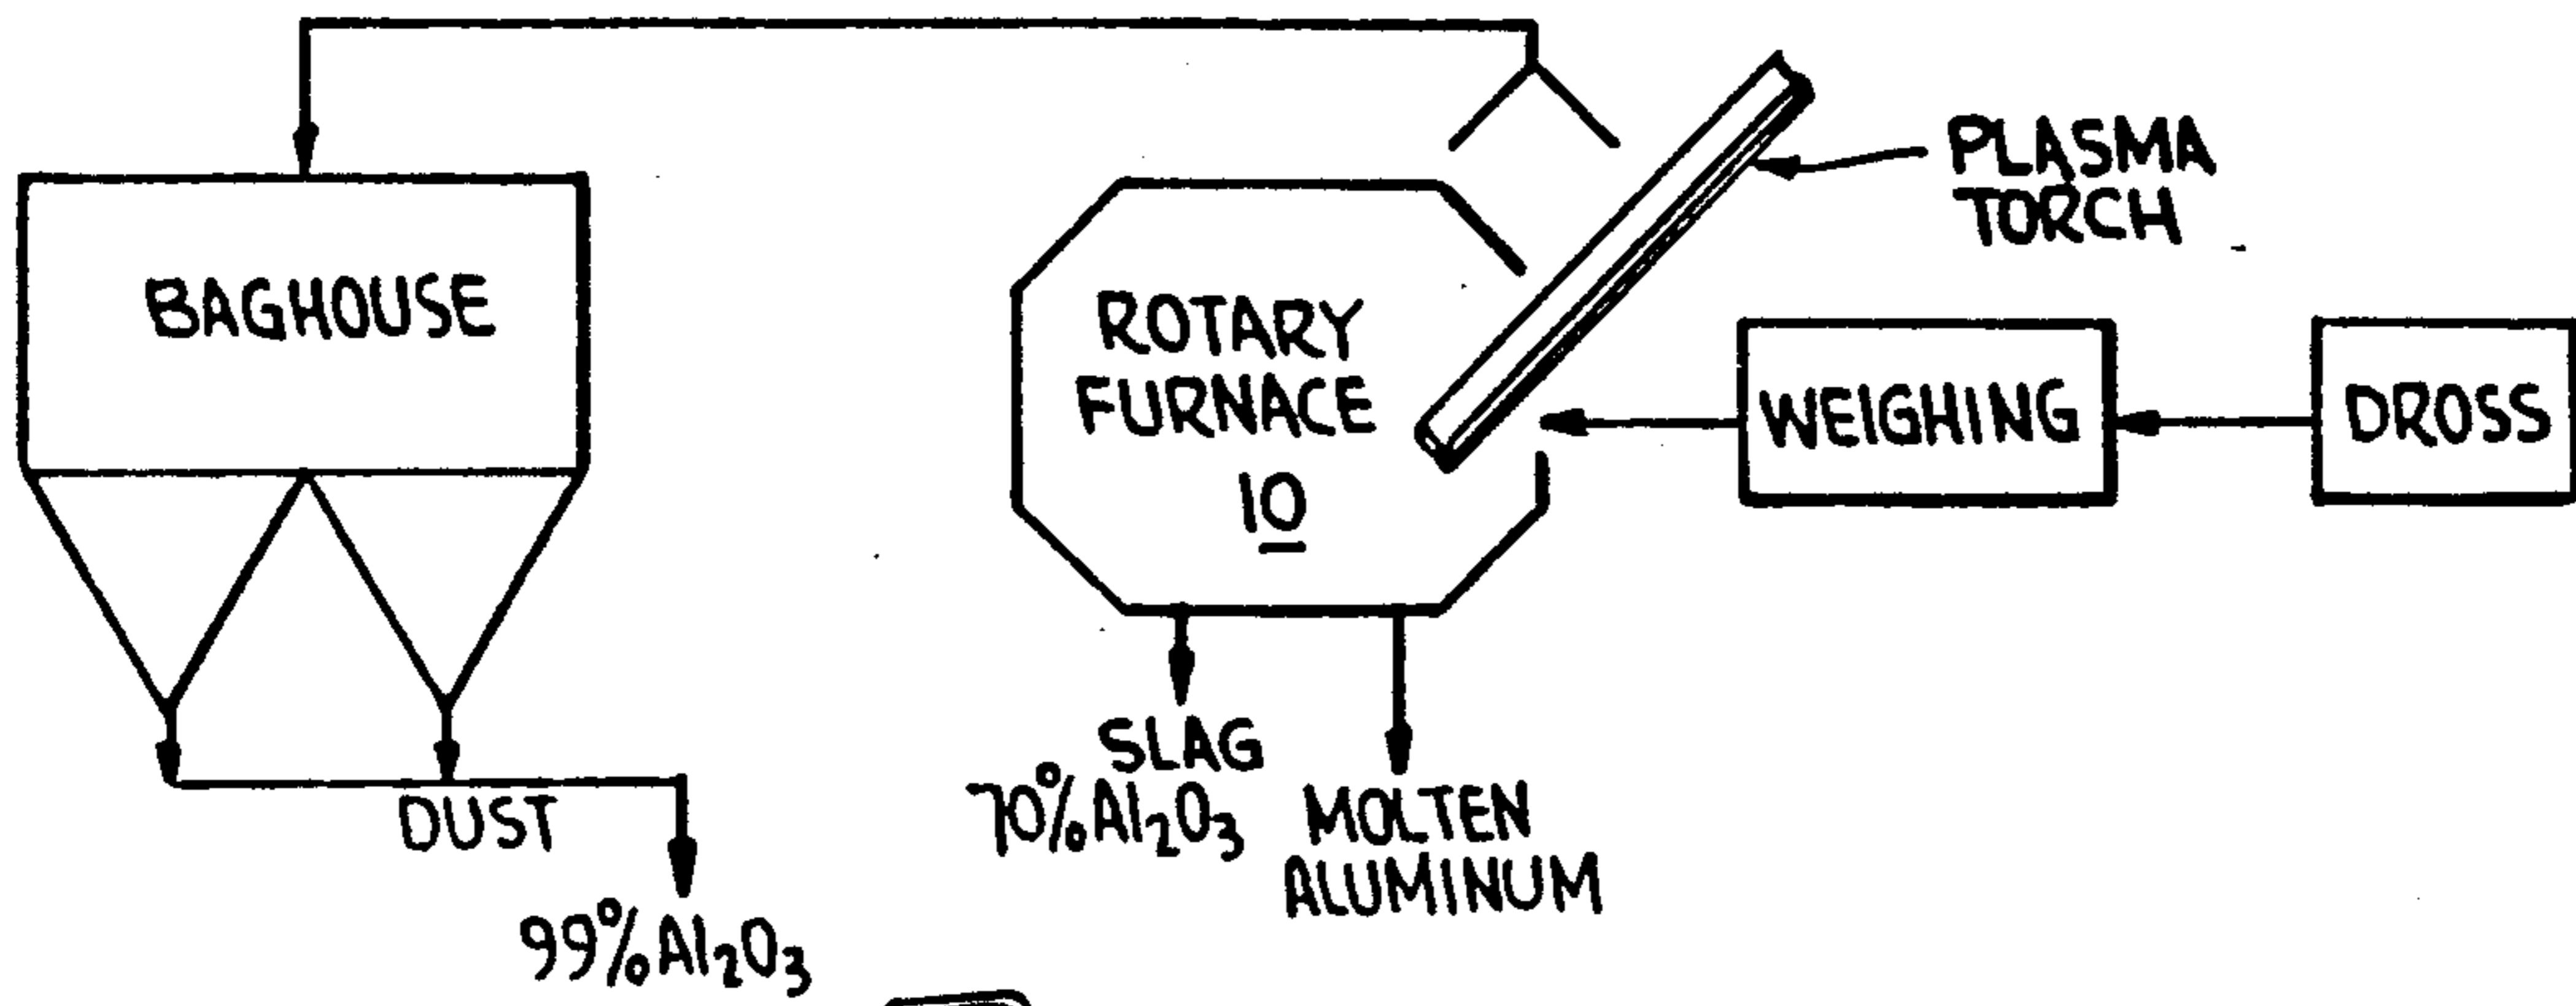 PLASMA
TORCH
BAGHOUSE
ROTARY
FURNACE
10
WEIGHING
DROSS
SLAG
70% Al₂O₃
MOLTEN
ALUMINUM
DUST
99% Al₂O₃